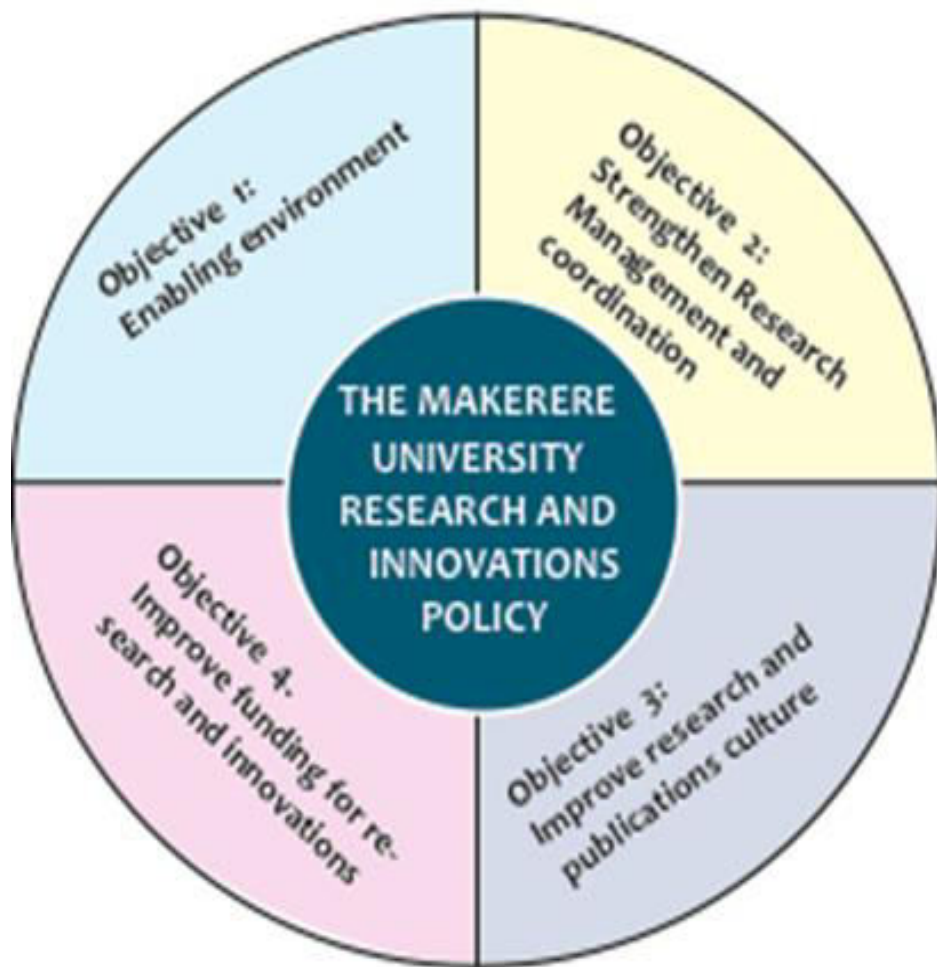 Objective 1:
Enabling environment
Objective 2:
Strengthen Research
Management and
coordination
THE MAKERERE
UNIVERSITY
RESEARCH AND
INNOVATIONS
POLICY
Objective 3:
Improve research and
publications culture
Objective 4.
Improve funding for re-
search and innovations